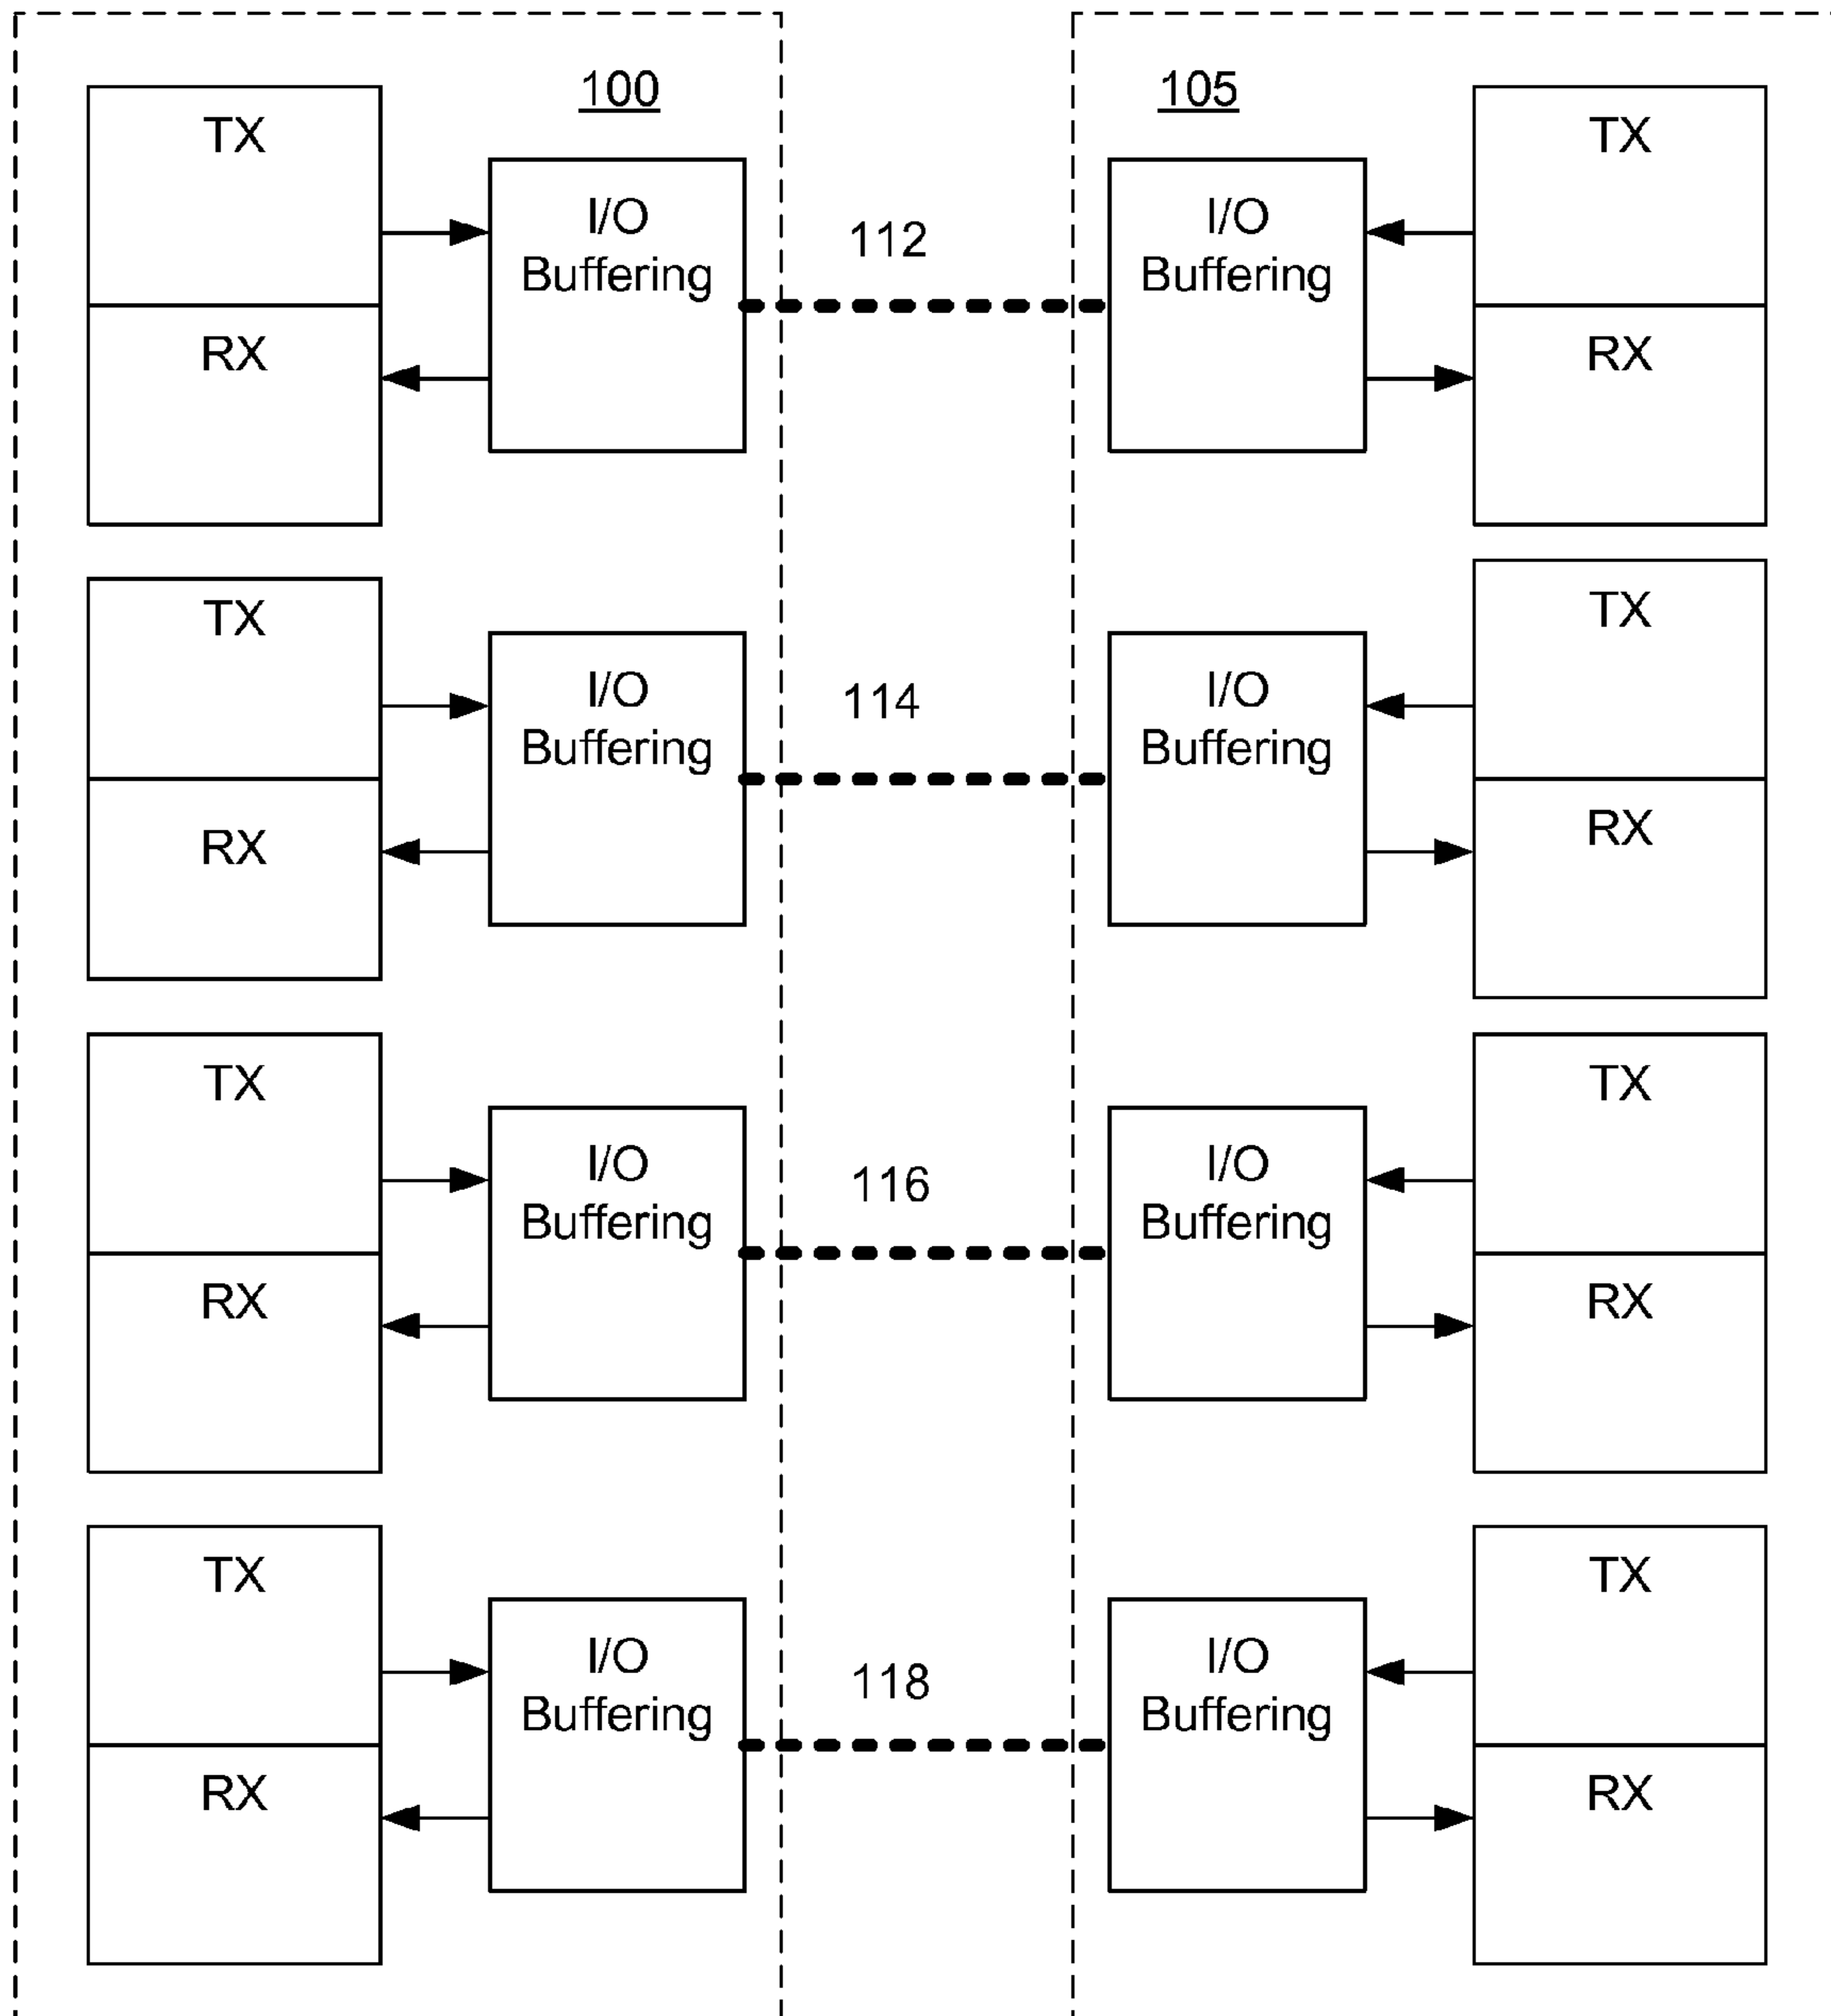 100
105
TX
I/O
Buffering
RX
112
I/O
Buffering
TX
RX
TX
I/O
Buffering
RX
114
I/O
Buffering
TX
RX
TX
I/O
Buffering
RX
116
I/O
Buffering
TX
RX
TX
I/O
Buffering
RX
118
I/O
Buffering
TX
RX